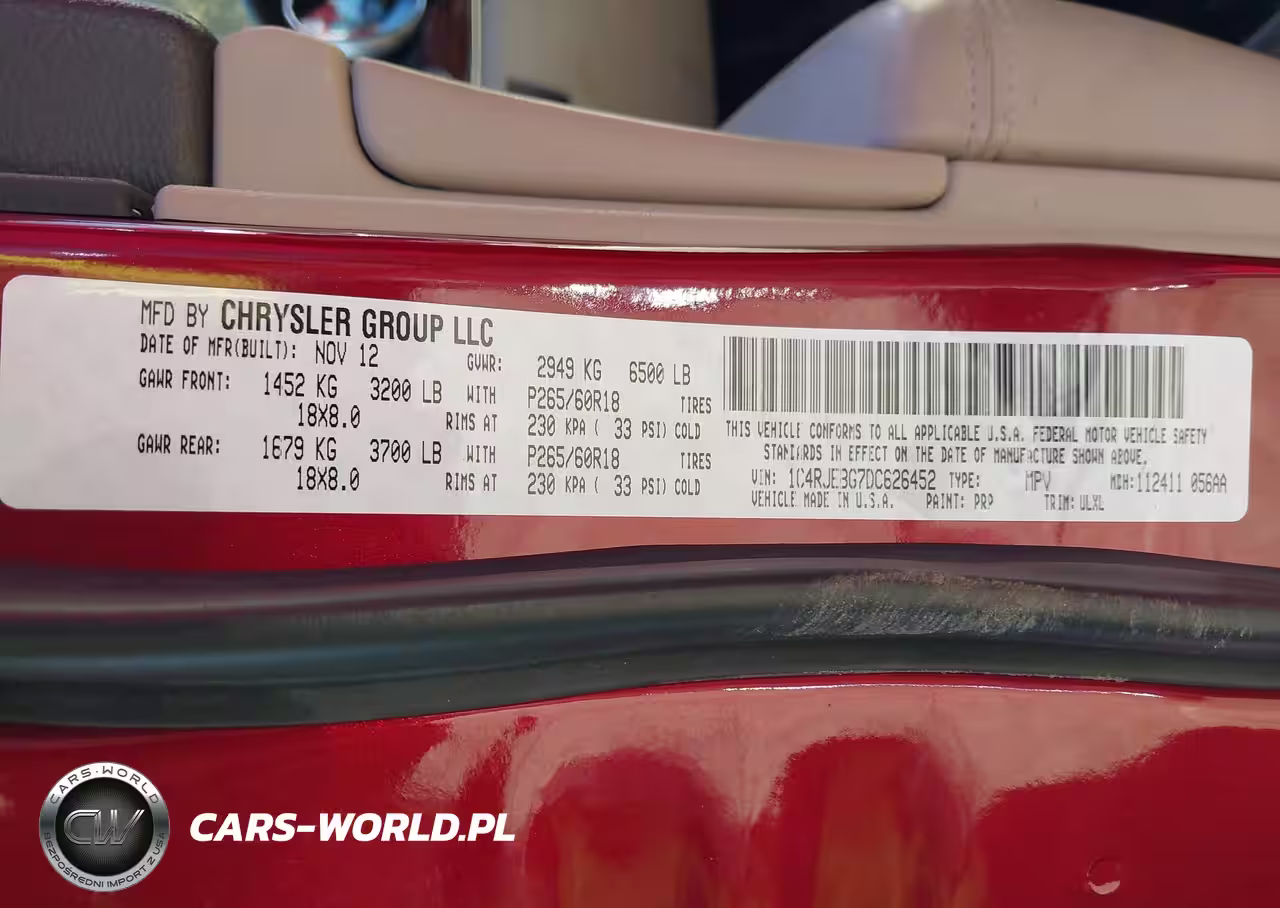 MFD BY CHRYSLER GROUP LLC
DATE OF MFR(BUILT): NOV 12 GVWR: 2949 KG 6500 LB
GAWR FRONT: 1452 KG 3200 LB WITH P265/60R18 TIRES
18X8.0 RIMS AT 230 KPA ( 33 PSI) COLD
GAWR REAR: 1679 KG 3700 LB WITH P265/60R18 TIRES
18X8.0 RIMS AT 230 KPA ( 33 PSI) COLD
THIS VEHICLE CONFORMS TO ALL APPLICABLE U.S.A. FEDERAL MOTOR VEHICLE SAFETY
STANDARDS IN EFFECT ON THE DATE OF MANUFACTURE SHOWN ABOVE.
VIN: 1C4RJEBG7DC626452 TYPE: MPV MDH:112411 056AA
VEHICLE MADE IN U.S.A. PAINT: PRP TRIM: ULXL
CARS-WORLD
CW
BEZPOŚREDNI IMPORT Z USA
CARS-WORLD.PL